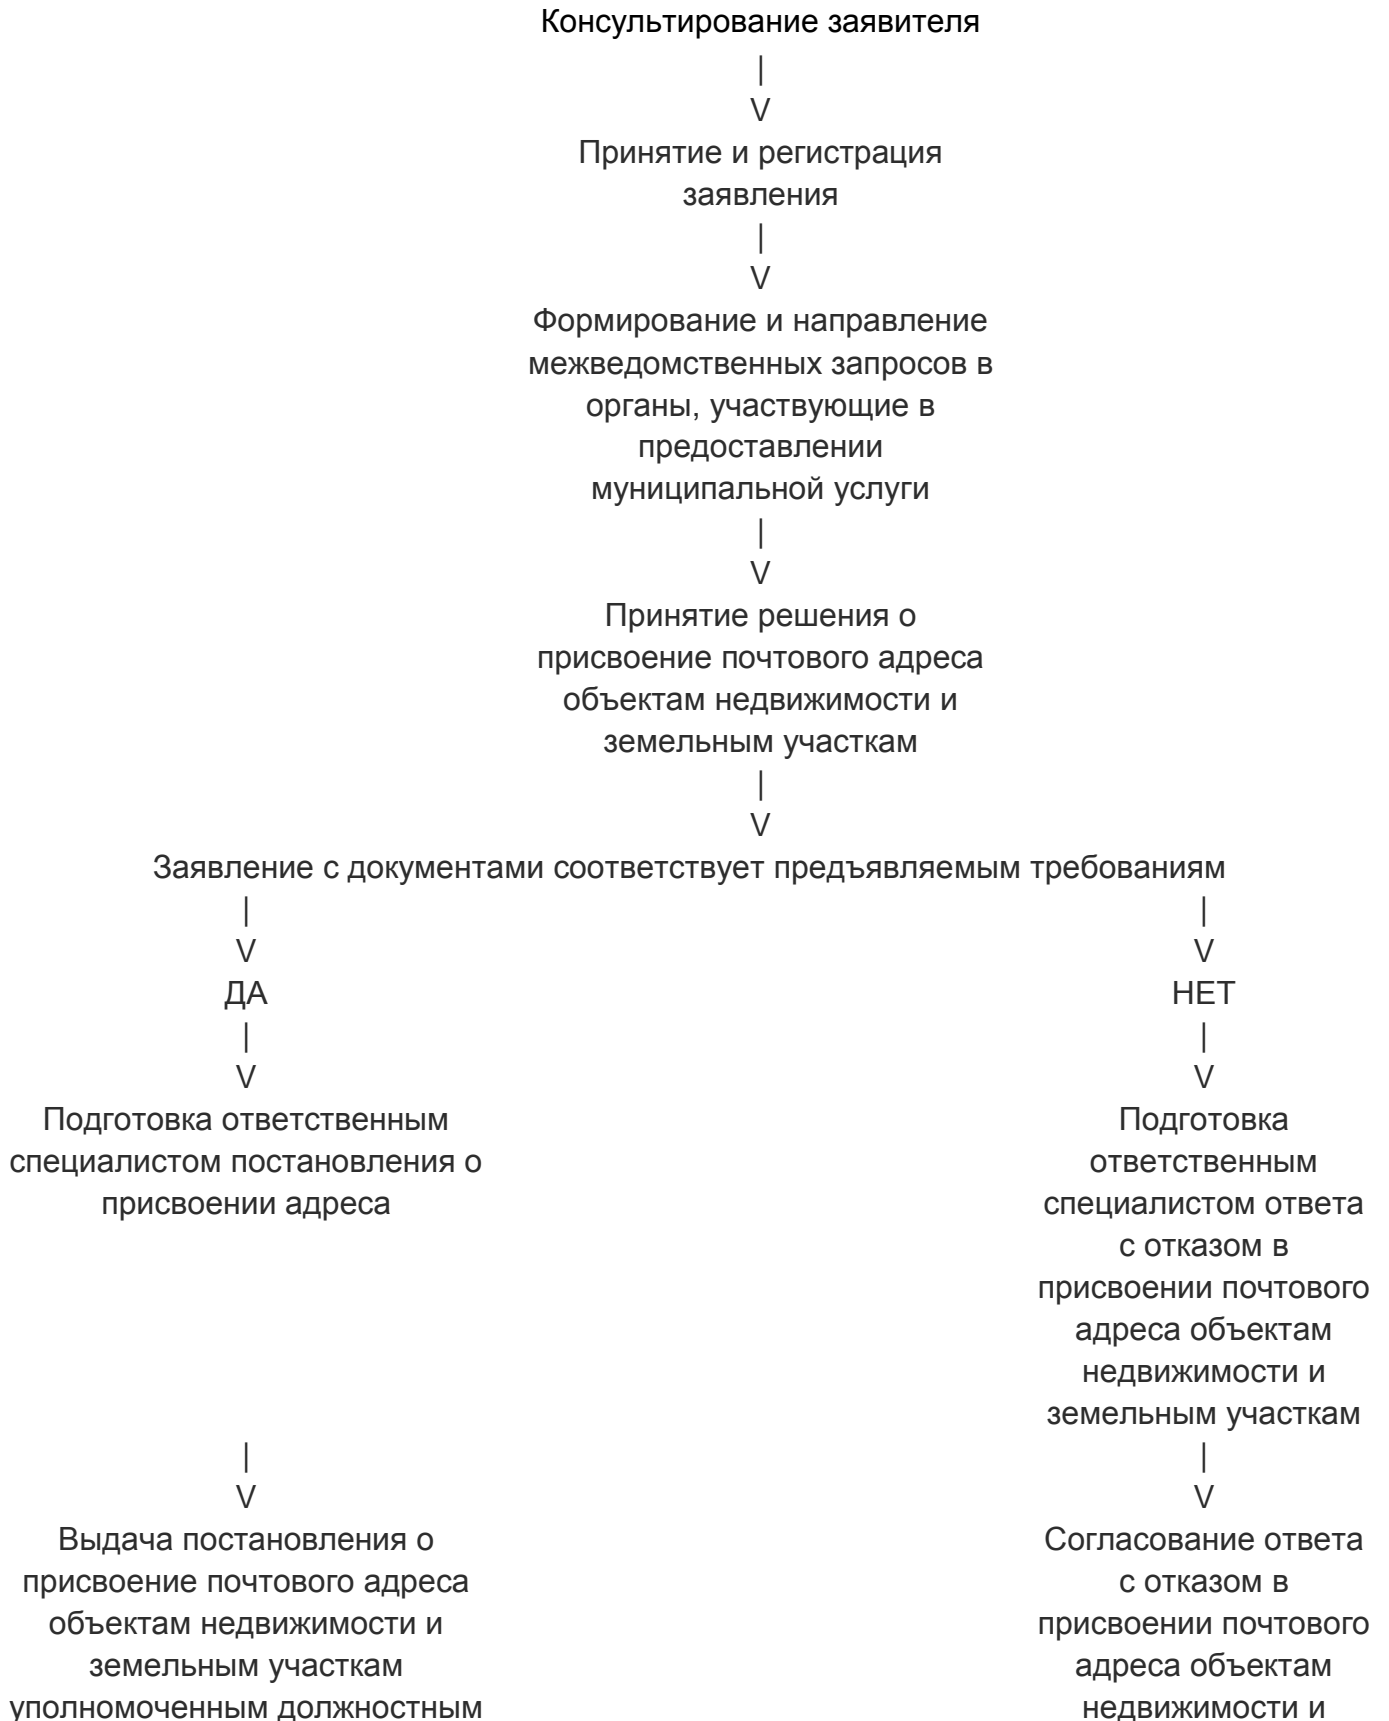 Консультирование заявителя
|
V
Принятие и регистрация
заявления
|
V
Формирование и направление
межведомственных запросов в
органы, участвующие в
предоставлении
муниципальной услуги
|
V
Принятие решения о
присвоение почтового адреса
объектам недвижимости и
земельным участкам
|
V
Заявление с документами соответствует предъявляемым требованиям
|
V
ДА
|
V
Подготовка ответственным
специалистом постановления о
присвоении адреса
|
V
Выдача постановления о
присвоение почтового адреса
объектам недвижимости и
земельным участкам
уполномоченным должностным
|
V
НЕТ
|
V
Подготовка
ответственным
специалистом ответа
с отказом в
присвоении почтового
адреса объектам
недвижимости и
земельным участкам
|
V
Согласование ответа
с отказом в
присвоении почтового
адреса объектам
недвижимости и